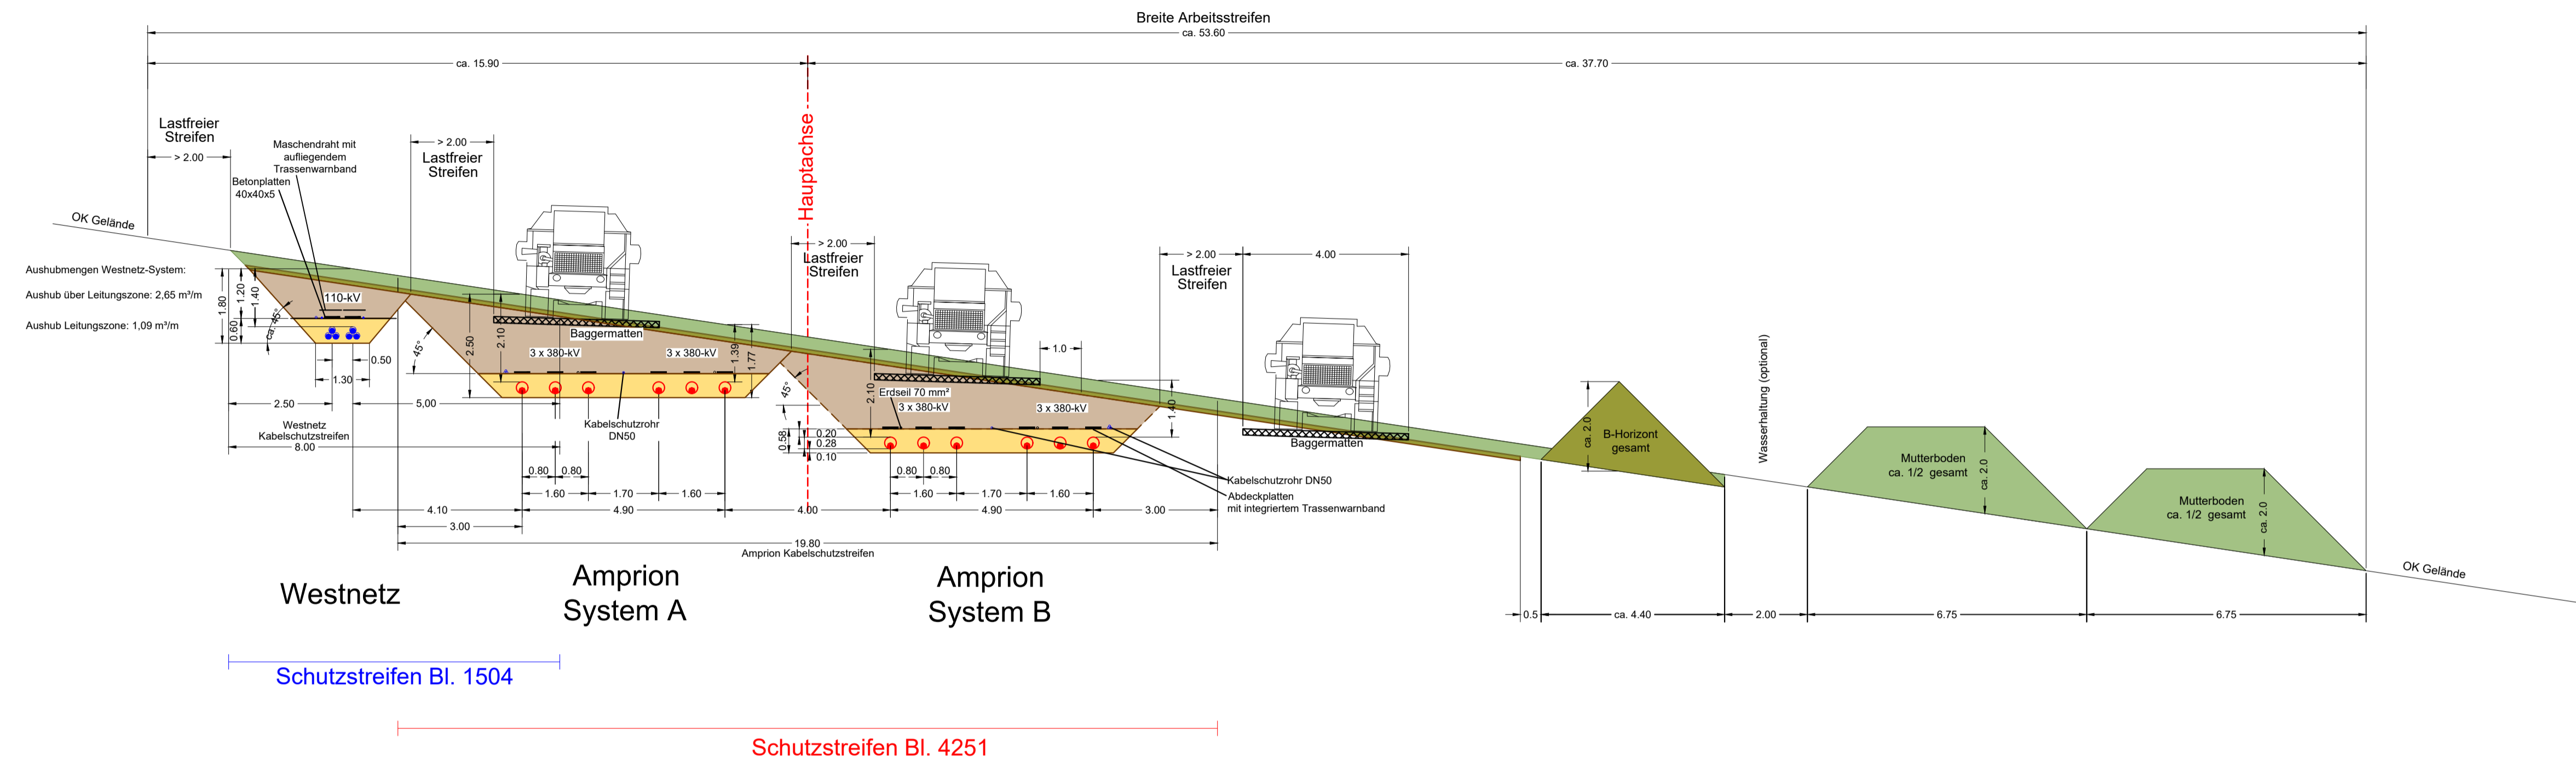 Breite Arbeitsstreifen
ca. 53.60
ca. 15.90
ca. 37.70
Hauptachse
Lastfreier
Streifen
> 2.00
Maschendraht mit
aufliegendem
Trassenwarnband
Betonplatten
40x40x5
> 2.00
Lastfreier
Streifen
> 2.00
Lastfreier
Streifen
> 2.00
Lastfreier
Streifen
4.00
OK Gelände
Aushubmengen Westnetz-System:
Aushub über Leitungszone: 2,65 m³/m
Aushub Leitungszone: 1,09 m³/m
1.80
1.20
0.60
1.40
ca. 45°
110-kV
0.50
1.30
2.50
5,00
Westnetz
Kabelschutzstreifen
8.00
45°
2.50
2.10
Baggermatten
3 x 380-kV
3 x 380-kV
1.39
1.77
Kabelschutzrohr
DN50
0.80
0.80
1.60
1.70
1.60
4.10
4.90
4.00
3.00
45°
0.58
0.20
0.28
0.10
2.10
1.0
Erdseil 70 mm²
3 x 380-kV
3 x 380-kV
1.40
0.80
0.80
1.60
1.70
1.60
4.90
3.00
Kabelschutzrohr DN50
Abdeckplatten
mit integriertem Trassenwarnband
19.80
Amprion Kabelschutzstreifen
Baggermatten
ca. 2.0
B-Horizont
gesamt
Wasserhaltung (optional)
Mutterboden
ca. 1/2 gesamt
ca. 2.0
Mutterboden
ca. 1/2 gesamt
ca. 2.0
OK Gelände
0.5
ca. 4.40
2.00
6.75
6.75
Westnetz
Amprion
System A
Amprion
System B
Schutzstreifen Bl. 1504
Schutzstreifen Bl. 4251